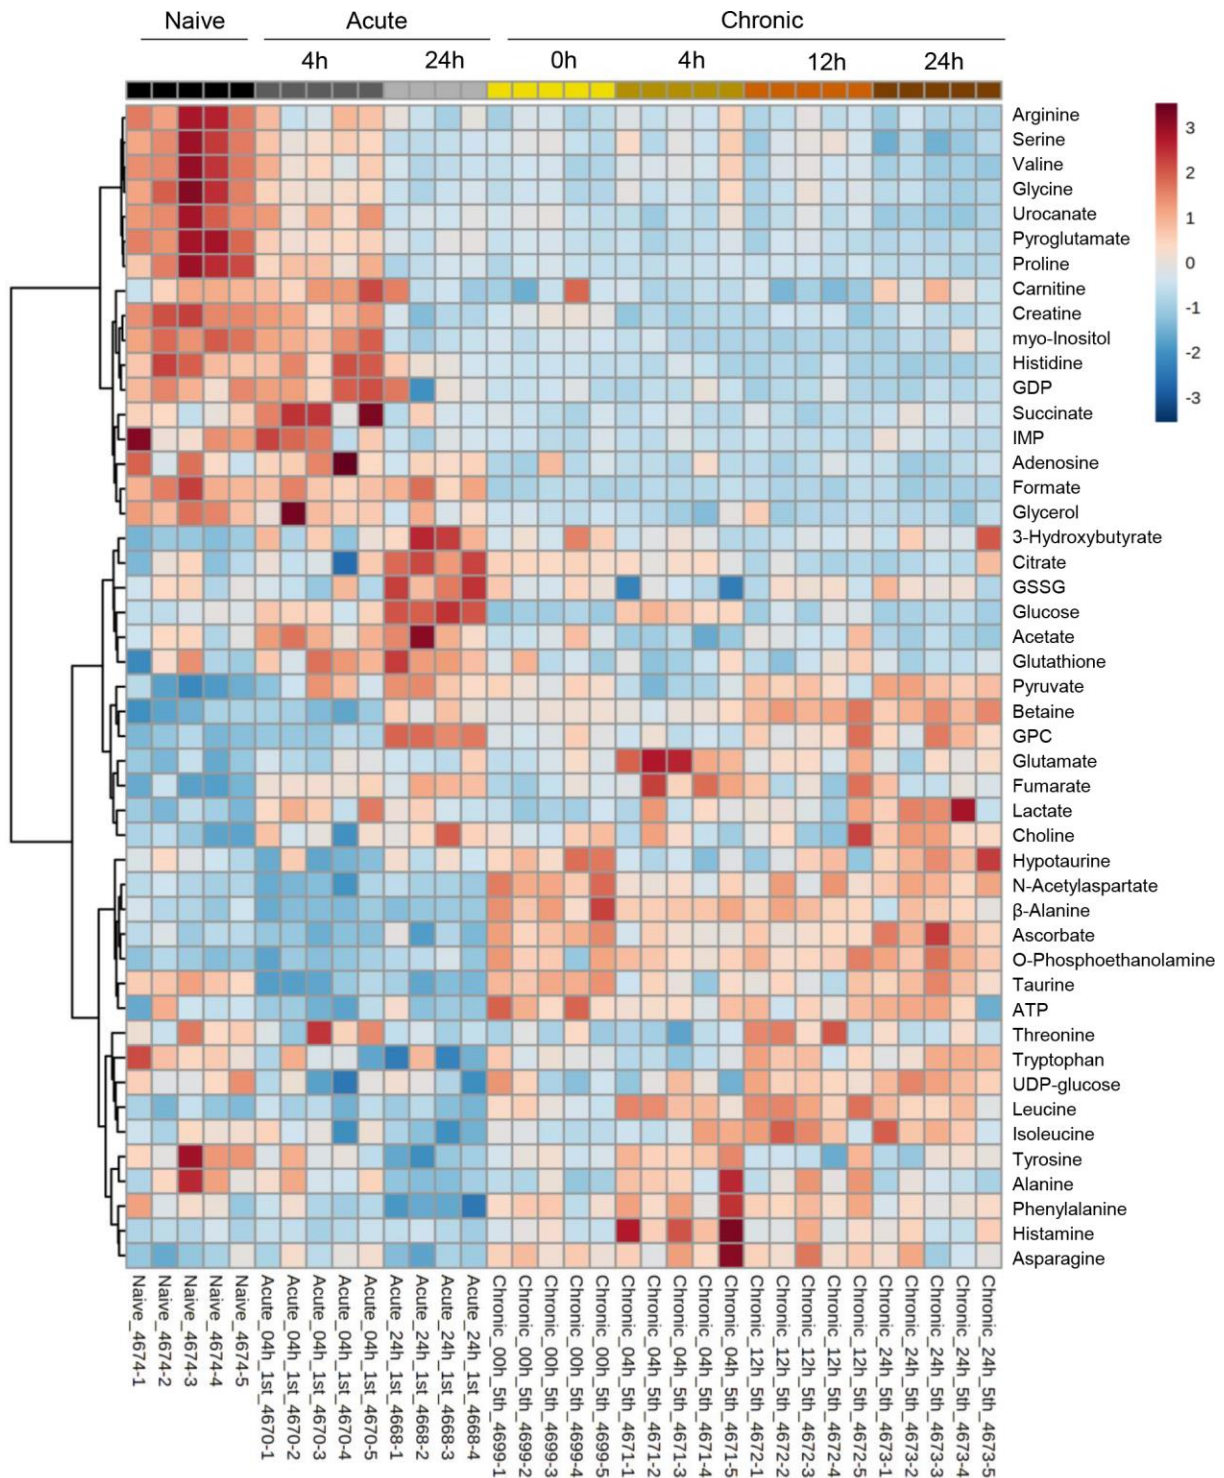 Naive Acute Chronic
4h 24h 0h 4h 12h 24h
Arginine
Serine
Valine
Glycine
Urocanate
Pyroglutamate
Proline
Carnitine
Creatine
myo-Inositol
Histidine
GDP
Succinate
IMP
Adenosine
Formate
Glycerol
3-Hydroxybutyrate
Citrate
GSSG
Glucose
Acetate
Glutathione
Pyruvate
Betaine
GPC
Glutamate
Fumarate
Lactate
Choline
Hypotaurine
N-Acetylaspartate
β-Alanine
Ascorbate
O-Phosphoethanolamine
Taurine
ATP
Threonine
Tryptophan
UDP-glucose
Leucine
Isoleucine
Tyrosine
Alanine
Phenylalanine
Histamine
Asparagine
3
2
1
0
-1
-2
-3
Naive_4674-1
Naive_4674-2
Naive_4674-3
Naive_4674-4
Naive_4674-5
Acute_04h_1st_4670-1
Acute_04h_1st_4670-2
Acute_04h_1st_4670-3
Acute_04h_1st_4670-4
Acute_04h_1st_4670-5
Acute_24h_1st_4668-1
Acute_24h_1st_4668-2
Acute_24h_1st_4668-3
Acute_24h_1st_4668-4
Chronic_00h_5th_4699-1
Chronic_00h_5th_4699-2
Chronic_00h_5th_4699-3
Chronic_00h_5th_4699-4
Chronic_00h_5th_4699-5
Chronic_04h_5th_4671-1
Chronic_04h_5th_4671-2
Chronic_04h_5th_4671-3
Chronic_04h_5th_4671-4
Chronic_04h_5th_4671-5
Chronic_12h_5th_4672-1
Chronic_12h_5th_4672-2
Chronic_12h_5th_4672-3
Chronic_12h_5th_4672-4
Chronic_12h_5th_4672-5
Chronic_24h_5th_4673-1
Chronic_24h_5th_4673-2
Chronic_24h_5th_4673-3
Chronic_24h_5th_4673-4
Chronic_24h_5th_4673-5